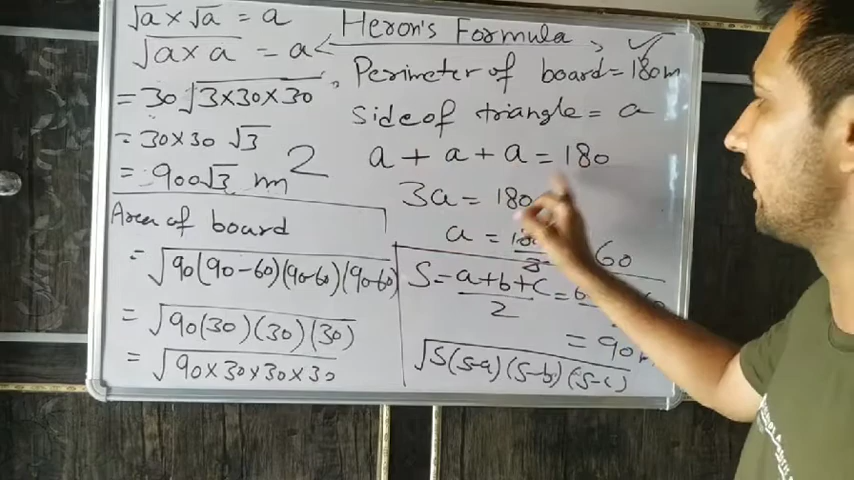 Heron's Formula
Perimeter of board = 180m
Side of triangle = a
a + a + a = 180
3a = 180
a = 180/3 60
S = a+b+c/2 = 6
= 90
√S(s-a)(s-b)(s-c)
√a × √a = a
√a × a = a
= 30√3×30×30
= 30×30√3
= 900√3 m²
Area of board
= √90(90-60)(90-60)(90-60)
= √90(30)(30)(30)
= √90×30×30×30